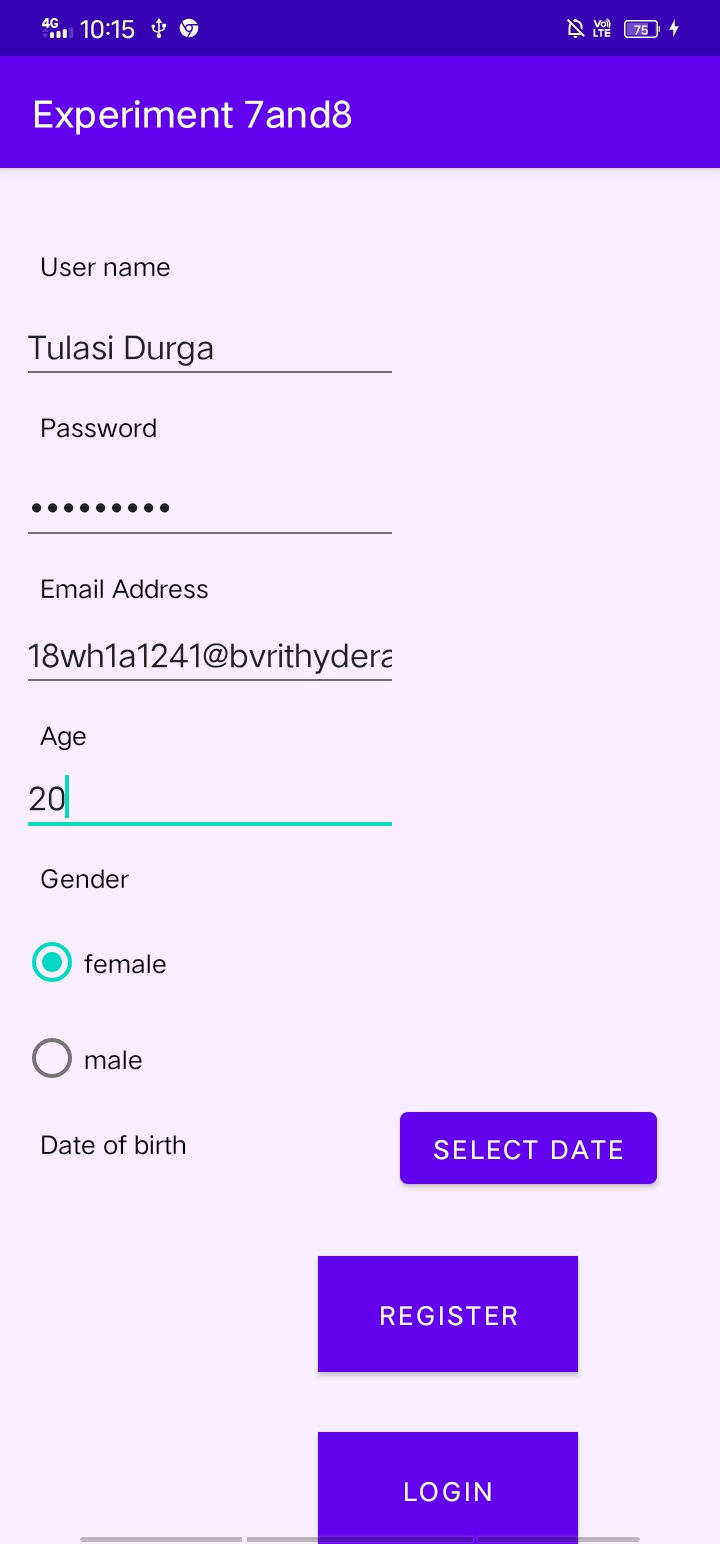 4G 10:15 Vo) LTE 75
Experiment 7and8
User name
Tulasi Durga
Password
•••••••••
Email Address
18wh1a1241@bvrithydera
Age
20
Gender
female
male
Date of birth
SELECT DATE
REGISTER
LOGIN